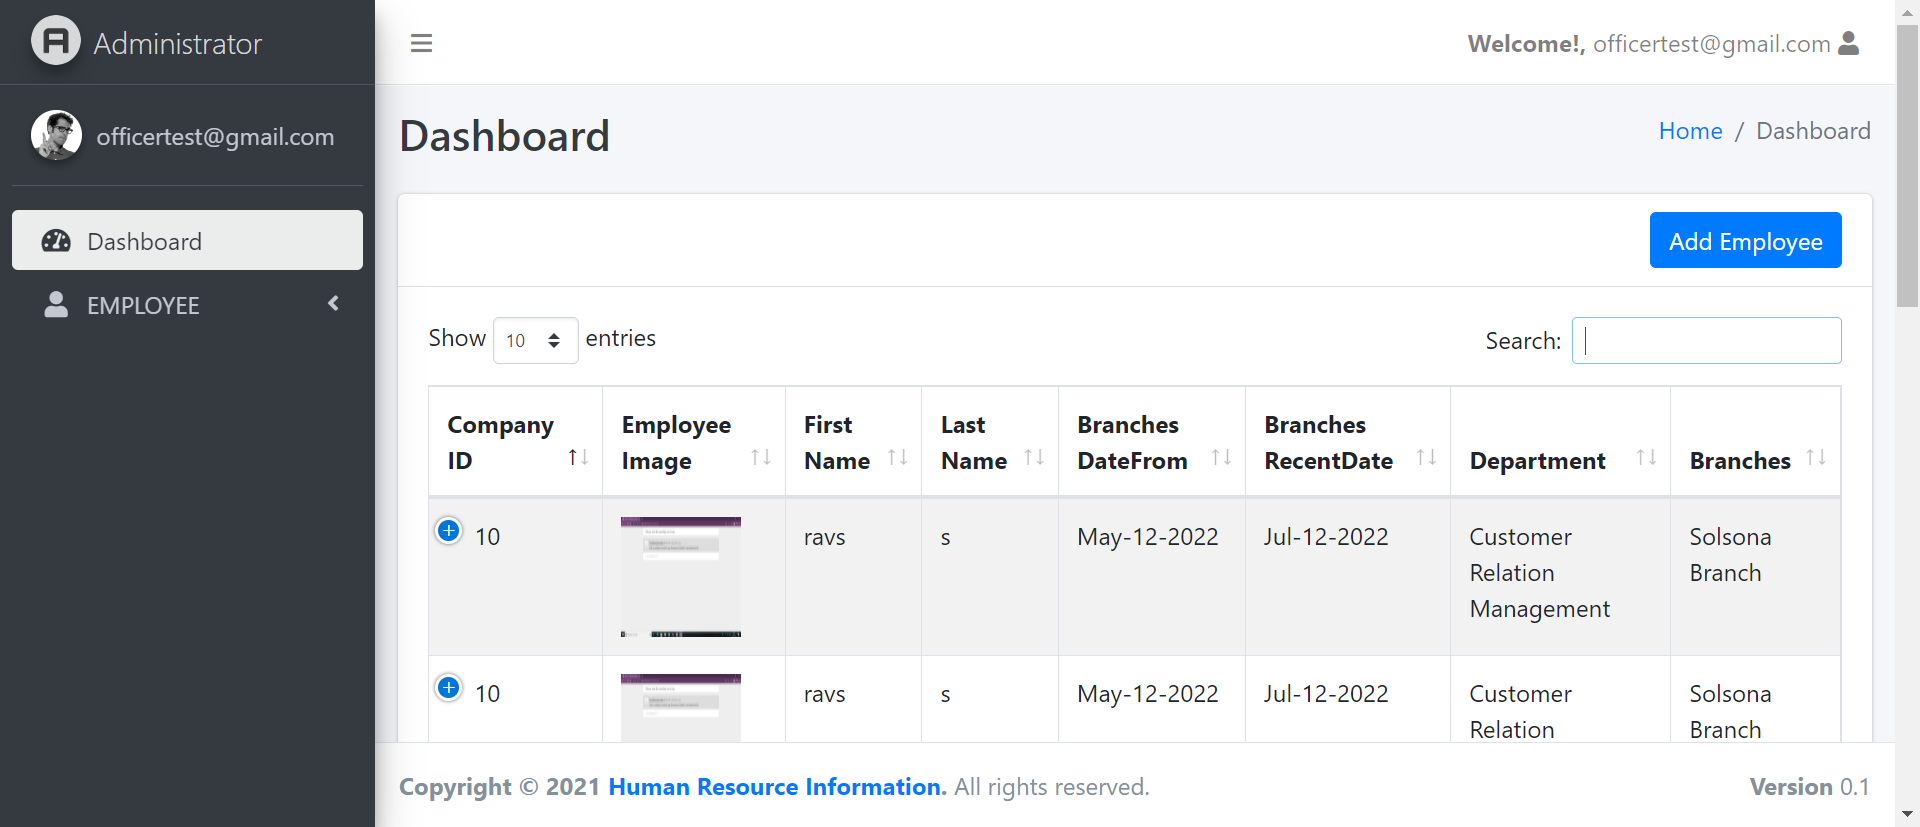 Administrator
Welcome!, officertest@gmail.com
officertest@gmail.com
Dashboard
EMPLOYEE
Dashboard
Home / Dashboard
Add Employee
Show 10 entries
Search:
Company ID
Employee Image
First Name
Last Name
Branches DateFrom
Branches RecentDate
Department
Branches
10
ravs
s
May-12-2022
Jul-12-2022
Customer
Relation
Management
Solsona
Branch
10
ravs
s
May-12-2022
Jul-12-2022
Customer
Relation
Solsona
Branch
Copyright © 2021 Human Resource Information. All rights reserved.
Version 0.1